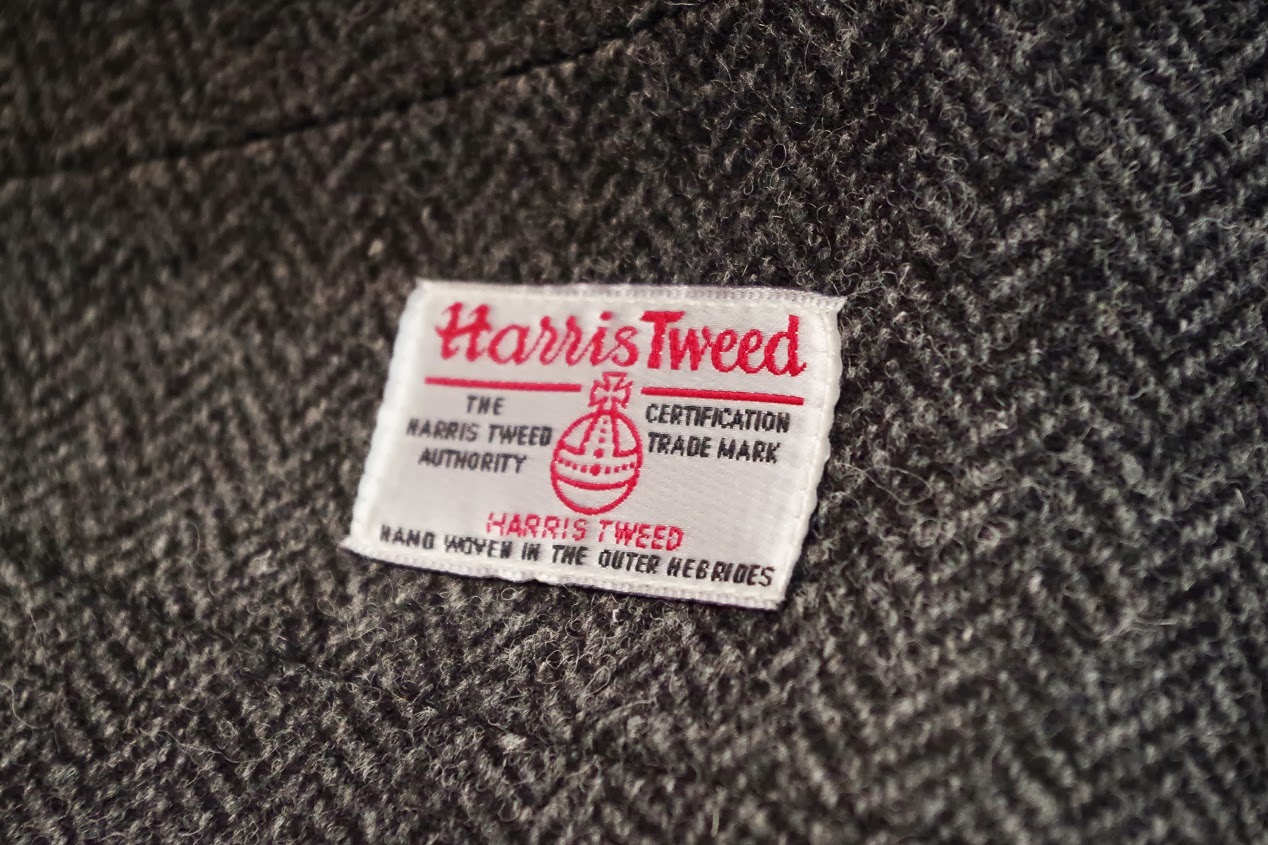 Harris Tweed
THE
HARRIS TWEED
AUTHORITY
CERTIFICATION
TRADE MARK
HARRIS TWEED
HAND WOVEN IN THE OUTER HEBRIDES